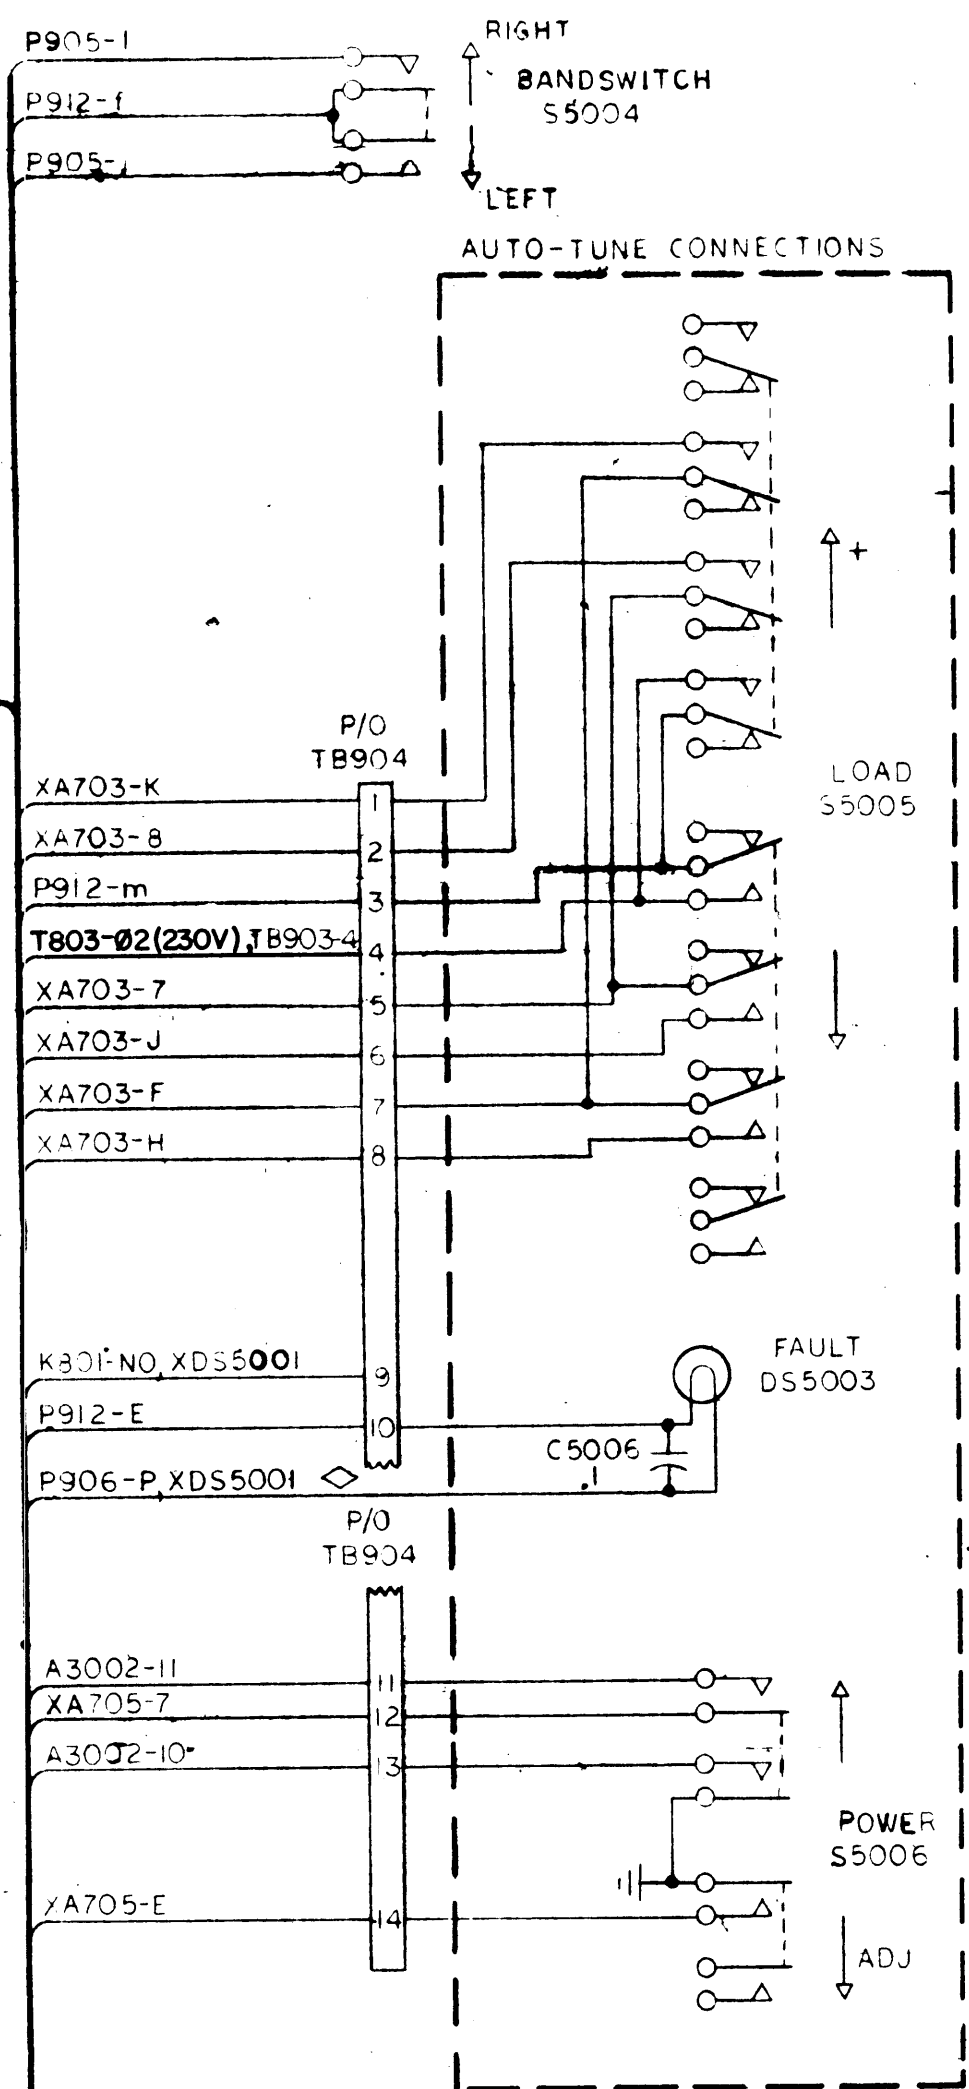 RIGHT
P905-I
BANDSWITCH
S5004
P912-f
LEFT
AUTO-TUNE CONNECTIONS
+
P/O
TB904
LOAD
S5005
XA703-K
1
XA703-8
2
P912-m
3
T803-Ø2(230V),TB903-4
4
XA703-7
5
XA703-J
6
XA703-F
7
XA703-H
8
FAULT
DS5003
K801-NO, XDS5001
9
P912-E
10
C5006
.1
P906-P, XDS5001
P/O
TB904
A3002-11
11
XA705-7
12
A3002-10
13
POWER
S5006
XA705-E
14
ADJ